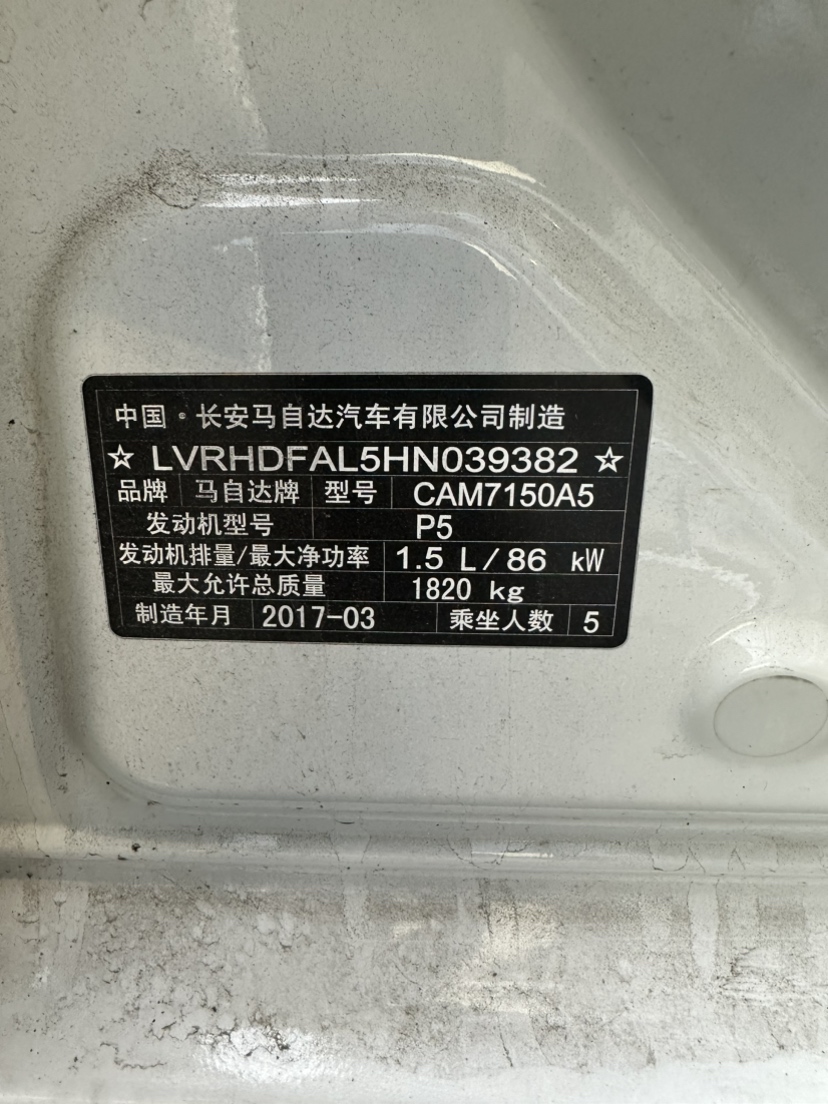 中国·长安马自达汽车有限公司制造
☆ LVRHDFAL5HN039382 ☆
品牌 马自达牌 型号 CAM7150A5
发动机型号 P5
发动机排量/最大净功率 1.5 L/86 kW
最大允许总质量 1820 kg
制造年月 2017-03 乘坐人数 5